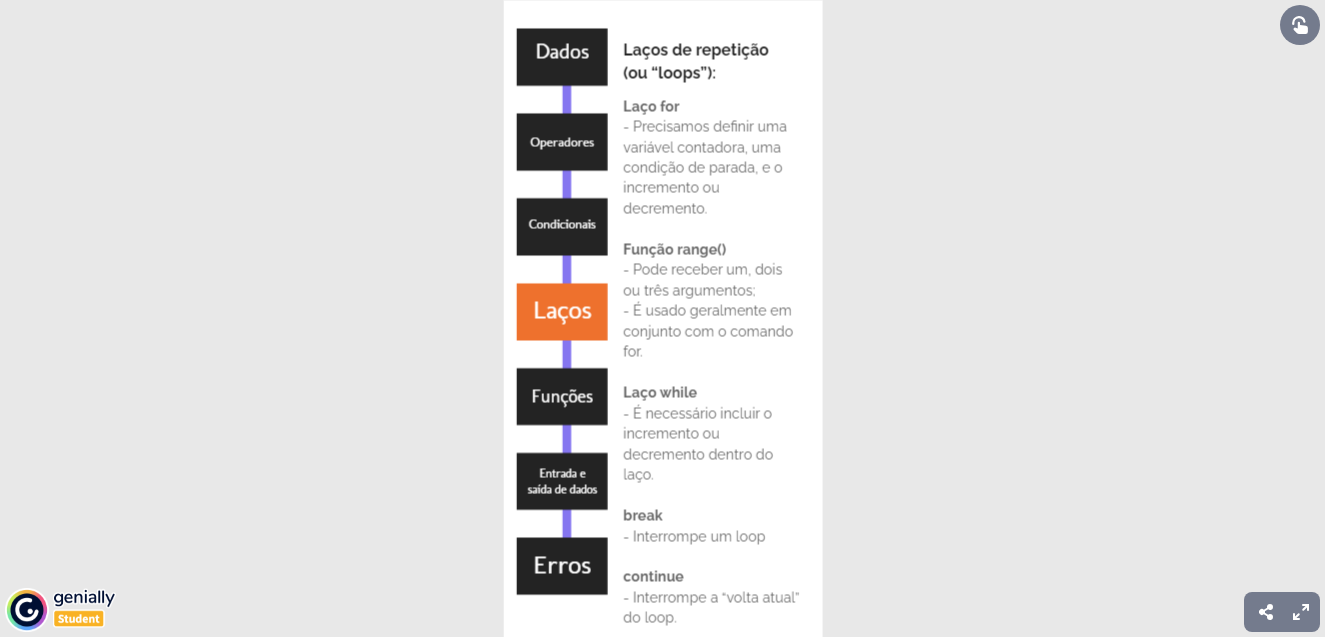 Dados
Operadores
Condicionais
Laços
Funções
Entrada e
saída de dados
Erros
Laços de repetição
(ou “loops”):
Laço for
- Precisamos definir uma
variável contadora, uma
condição de parada, e o
incremento ou
decremento.
Função range()
- Pode receber um, dois
ou três argumentos;
- É usado geralmente em
conjunto com o comando
for.
Laço while
- É necessário incluir o
incremento ou
decremento dentro do
laço.
break
- Interrompe um loop
continue
- Interrompe a “volta atual”
do loop.
genially
Student